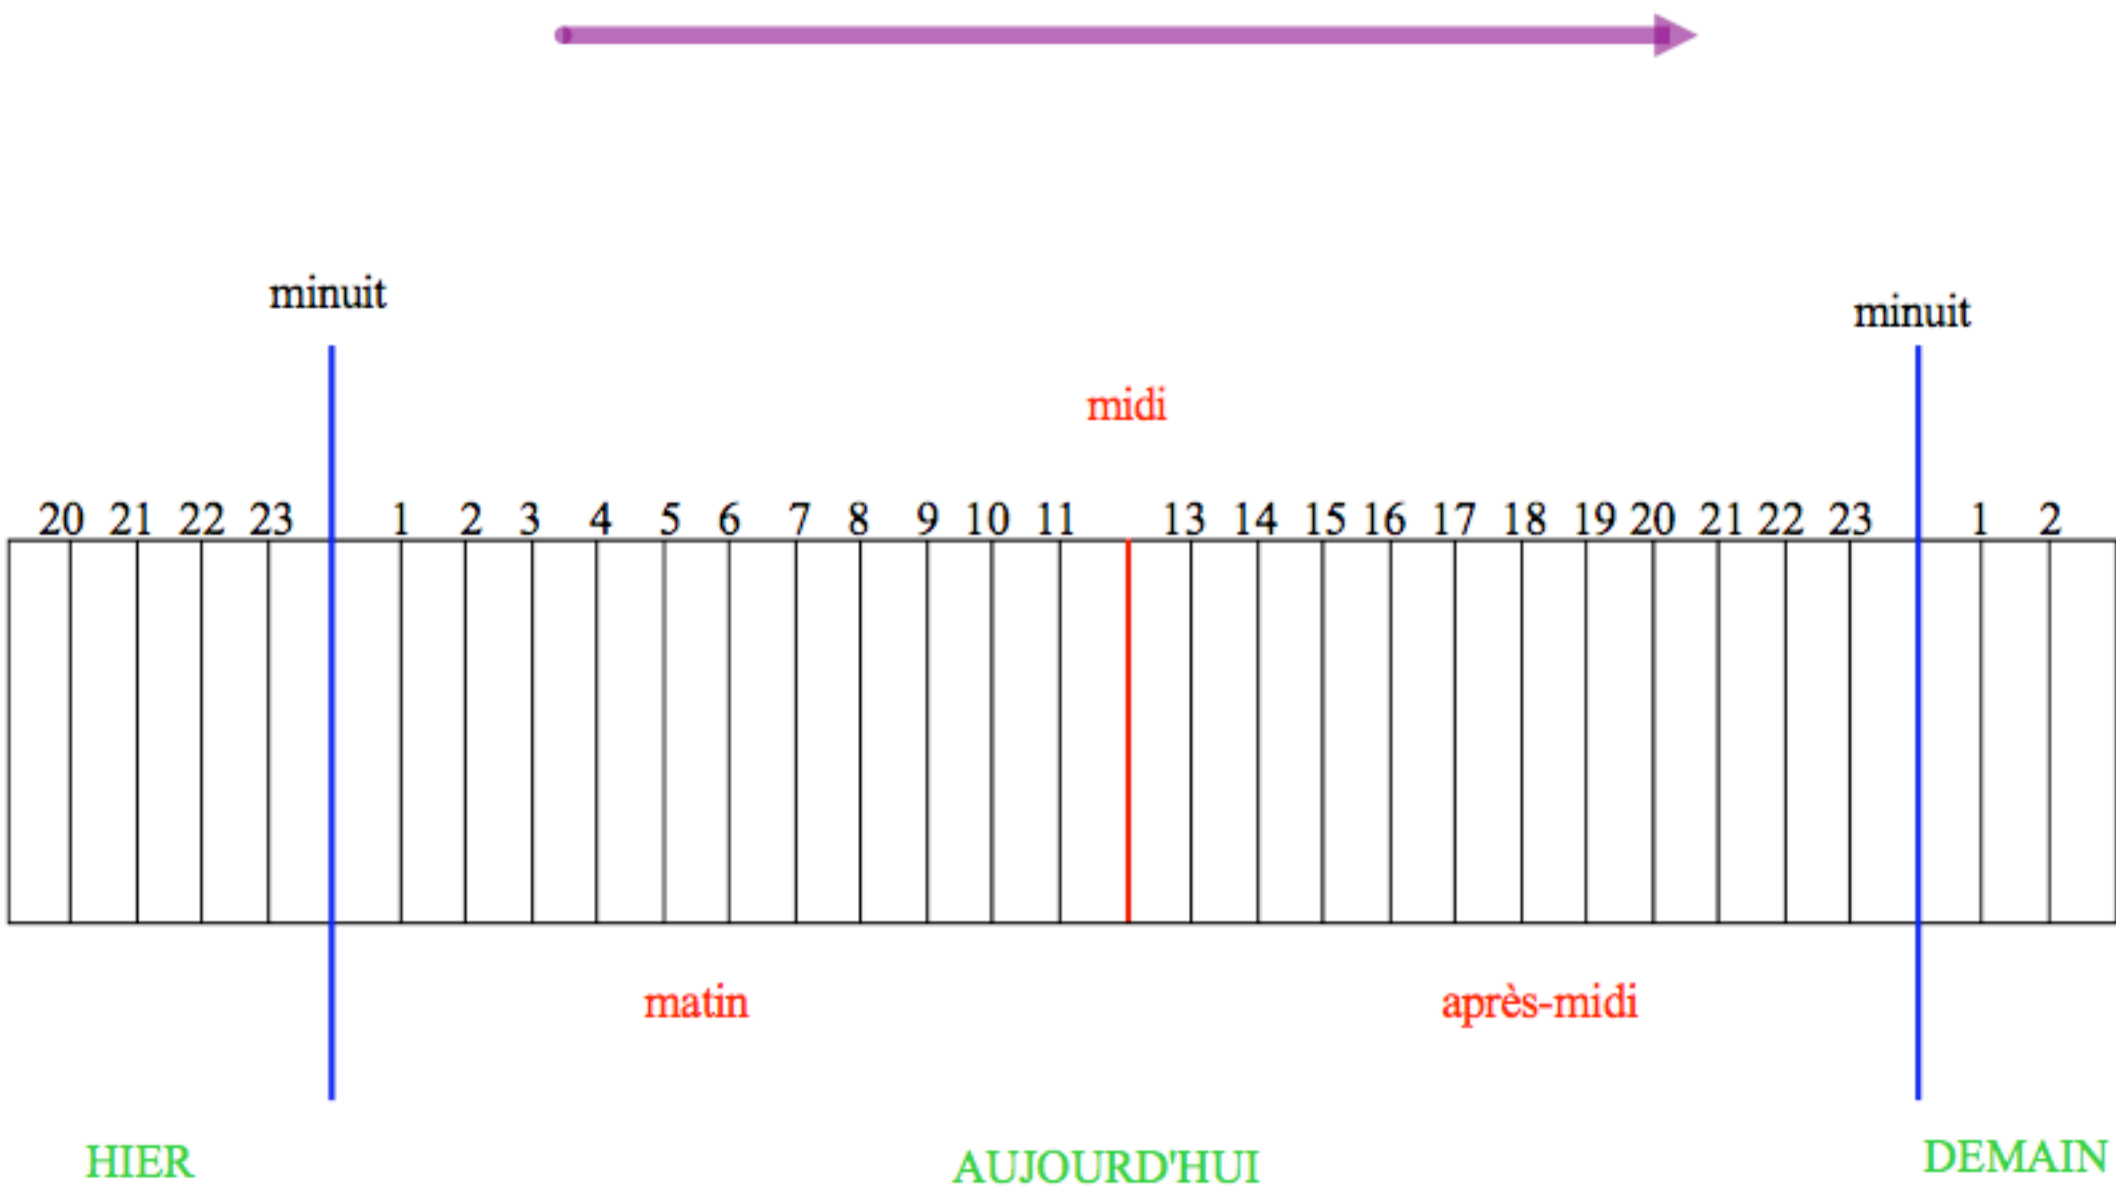 minuit
minuit
midi
20 21 22 23 1 2 3 4 5 6 7 8 9 10 11 13 14 15 16 17 18 19 20 21 22 23 1 2
matin après-midi
HIER AUJOURD'HUI DEMAIN